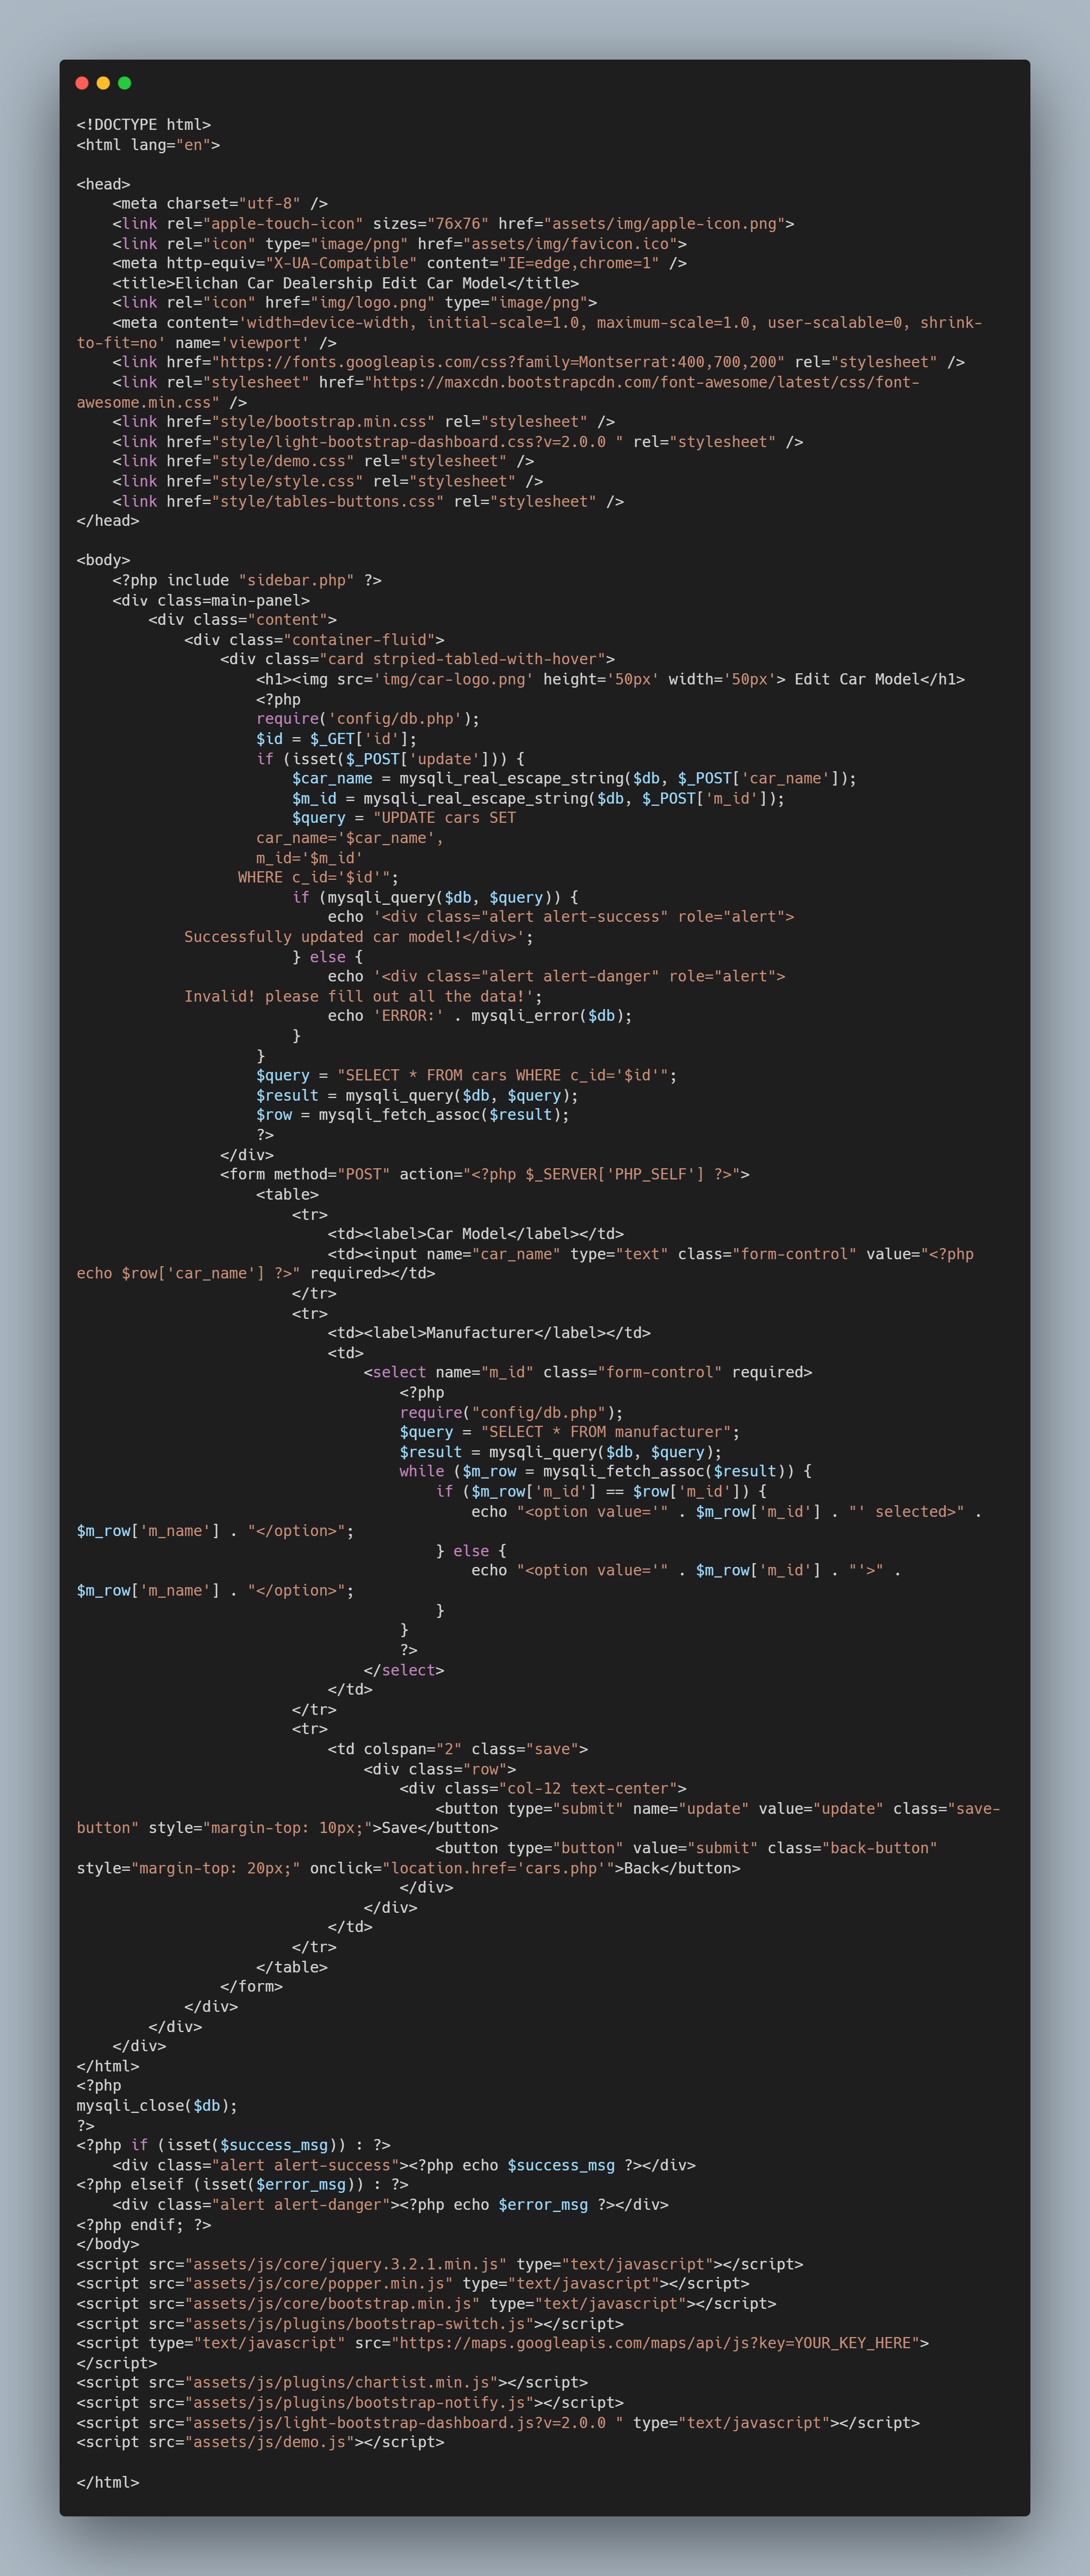 <!DOCTYPE html>
<html lang="en">

<head>
    <meta charset="utf-8" />
    <link rel="apple-touch-icon" sizes="76x76" href="assets/img/apple-icon.png">
    <link rel="icon" type="image/png" href="assets/img/favicon.ico">
    <meta http-equiv="X-UA-Compatible" content="IE=edge,chrome=1" />
    <title>Elichan Car Dealership Edit Car Model</title>
    <link rel="icon" href="img/logo.png" type="image/png">
    <meta content='width=device-width, initial-scale=1.0, maximum-scale=1.0, user-scalable=0, shrink-
to-fit=no' name='viewport' />
    <link href="https://fonts.googleapis.com/css?family=Montserrat:400,700,200" rel="stylesheet" />
    <link rel="stylesheet" href="https://maxcdn.bootstrapcdn.com/font-awesome/latest/css/font-
awesome.min.css" />
    <link href="style/bootstrap.min.css" rel="stylesheet" />
    <link href="style/light-bootstrap-dashboard.css?v=2.0.0 " rel="stylesheet" />
    <link href="style/demo.css" rel="stylesheet" />
    <link href="style/style.css" rel="stylesheet" />
    <link href="style/tables-buttons.css" rel="stylesheet" />
</head>

<body>
    <?php include "sidebar.php" ?>
    <div class=main-panel>
        <div class="content">
            <div class="container-fluid">
                <div class="card strpied-tabled-with-hover">
                    <h1><img src='img/car-logo.png' height='50px' width='50px'> Edit Car Model</h1>
                    <?php
                    require('config/db.php');
                    $id = $_GET['id'];
                    if (isset($_POST['update'])) {
                        $car_name = mysqli_real_escape_string($db, $_POST['car_name']);
                        $m_id = mysqli_real_escape_string($db, $_POST['m_id']);
                        $query = "UPDATE cars SET
                    car_name='$car_name',
                    m_id='$m_id'
                  WHERE c_id='$id'";
                        if (mysqli_query($db, $query)) {
                            echo '<div class="alert alert-success" role="alert">
            Successfully updated car model!</div>';
                        } else {
                            echo '<div class="alert alert-danger" role="alert">
            Invalid! please fill out all the data!';
                            echo 'ERROR:' . mysqli_error($db);
                        }
                    }
                    $query = "SELECT * FROM cars WHERE c_id='$id'";
                    $result = mysqli_query($db, $query);
                    $row = mysqli_fetch_assoc($result);
                    ?>
                </div>
                <form method="POST" action="<?php $_SERVER['PHP_SELF'] ?>">
                    <table>
                        <tr>
                            <td><label>Car Model</label></td>
                            <td><input name="car_name" type="text" class="form-control" value="<?php
echo $row['car_name'] ?>" required></td>
                        </tr>
                        <tr>
                            <td><label>Manufacturer</label></td>
                            <td>
                                <select name="m_id" class="form-control" required>
                                    <?php
                                    require("config/db.php");
                                    $query = "SELECT * FROM manufacturer";
                                    $result = mysqli_query($db, $query);
                                    while ($m_row = mysqli_fetch_assoc($result)) {
                                        if ($m_row['m_id'] == $row['m_id']) {
                                            echo "<option value='" . $m_row['m_id'] . "' selected>" .
$m_row['m_name'] . "</option>";
                                        } else {
                                            echo "<option value='" . $m_row['m_id'] . "'>" .
$m_row['m_name'] . "</option>";
                                        }
                                    }
                                    ?>
                                </select>
                            </td>
                        </tr>
                        <tr>
                            <td colspan="2" class="save">
                                <div class="row">
                                    <div class="col-12 text-center">
                                        <button type="submit" name="update" value="update" class="save-
button" style="margin-top: 10px;">Save</button>
                                        <button type="button" value="submit" class="back-button"
style="margin-top: 20px;" onclick="location.href='cars.php'">Back</button>
                                    </div>
                                </div>
                            </td>
                        </tr>
                    </table>
                </form>
            </div>
        </div>
    </div>
</html>
<?php
mysqli_close($db);
?>
<?php if (isset($success_msg)) : ?>
    <div class="alert alert-success"><?php echo $success_msg ?></div>
<?php elseif (isset($error_msg)) : ?>
    <div class="alert alert-danger"><?php echo $error_msg ?></div>
<?php endif; ?>
</body>
<script src="assets/js/core/jquery.3.2.1.min.js" type="text/javascript"></script>
<script src="assets/js/core/popper.min.js" type="text/javascript"></script>
<script src="assets/js/core/bootstrap.min.js" type="text/javascript"></script>
<script src="assets/js/plugins/bootstrap-switch.js"></script>
<script type="text/javascript" src="https://maps.googleapis.com/maps/api/js?key=YOUR_KEY_HERE">
</script>
<script src="assets/js/plugins/chartist.min.js"></script>
<script src="assets/js/plugins/bootstrap-notify.js"></script>
<script src="assets/js/light-bootstrap-dashboard.js?v=2.0.0 " type="text/javascript"></script>
<script src="assets/js/demo.js"></script>

</html>